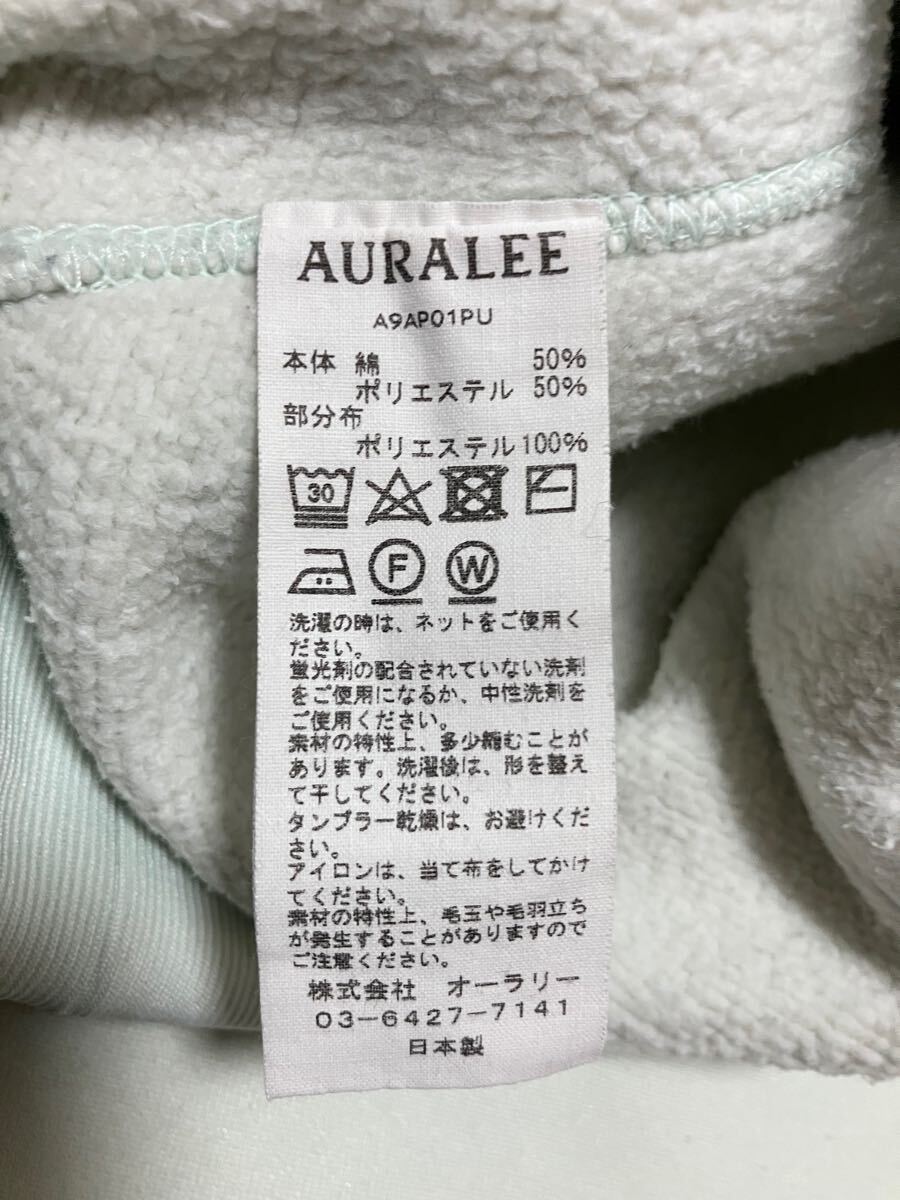 AURALEE
A9AP01PU
本体 綿 50%
ポリエステル 50%
部分布
ポリエステル 100%
30
F W
洗濯の時は、ネットをご使用く
ださい。
蛍光剤の配合されていない洗剤
をご使用になるか、中性洗剤を
ご使用ください。
素材の特性上、多少縮むことが
あります。洗濯後は、形を整え
て干してください。
タンブラー乾燥は、お避けくだ
さい。
アイロンは、当て布をしてかけ
てください。
素材の特性上、毛玉や毛羽立ち
が発生することがありますので
ご注意ください。
株式会社 オーラリー
03-6427-7141
日本製